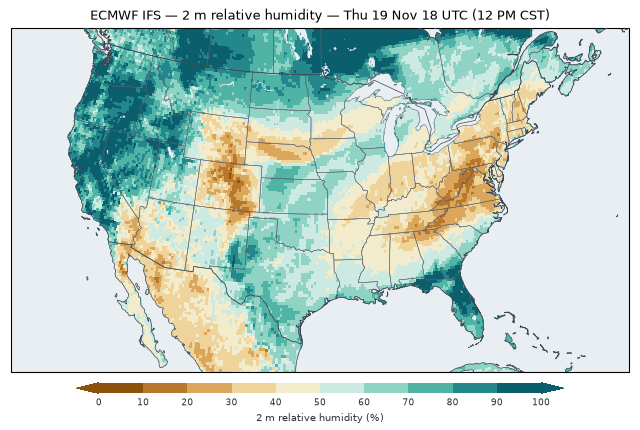 ECMWF IFS — 2 m relative humidity — Thu 19 Nov 18 UTC (12 PM CST)
0 10 20 30 40 50 60 70 80 90 100
2 m relative humidity (%)